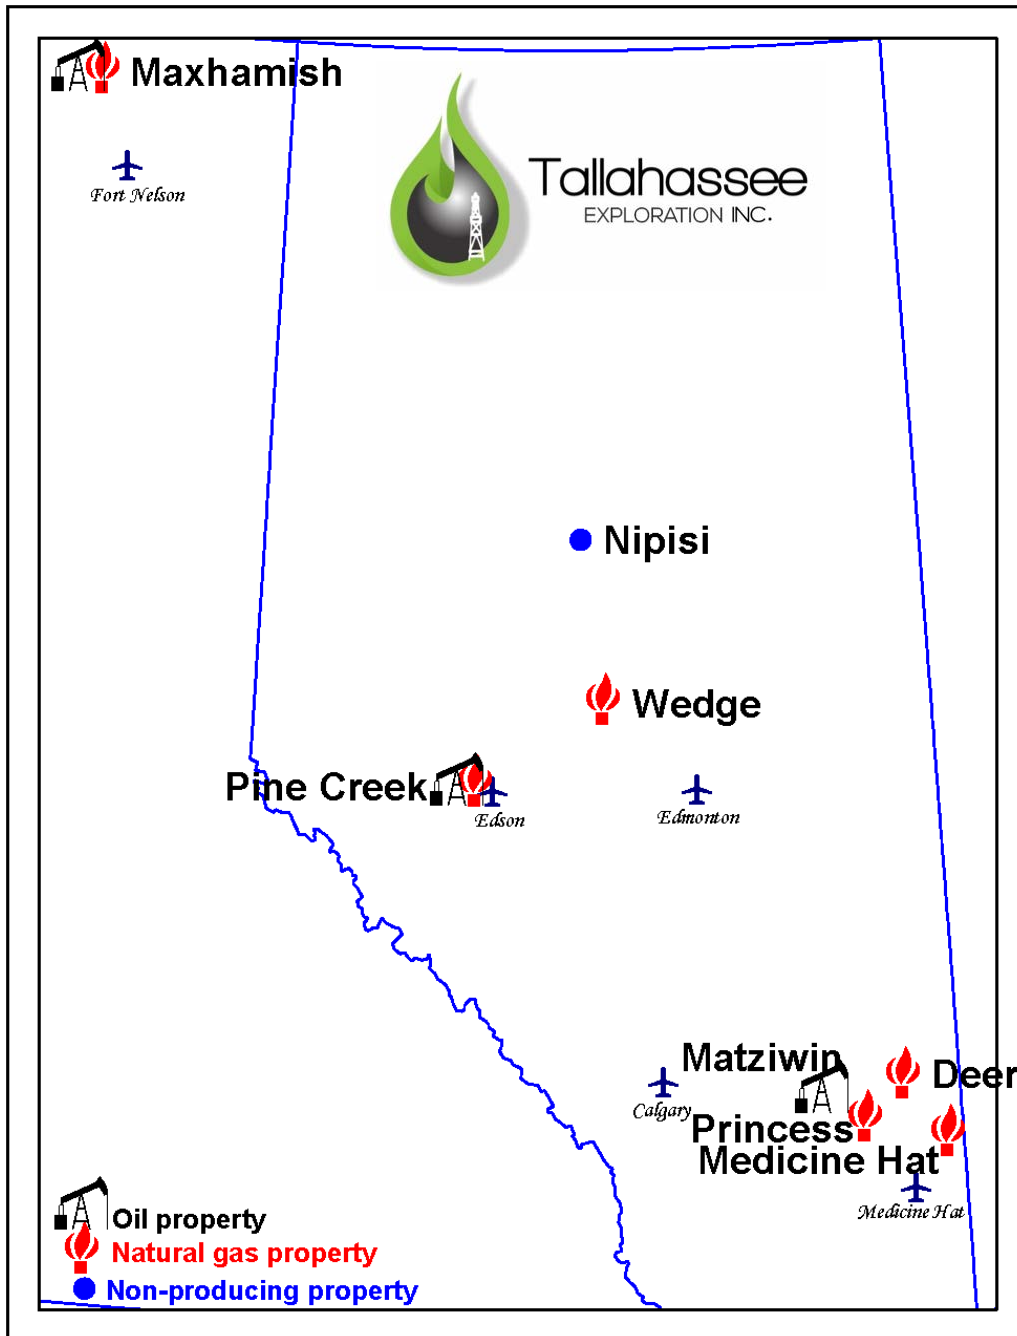 Maxhamish
Fort Nelson
Tallahassee
EXPLORATION INC.
Nipisi
Wedge
Pine Creek
Edson
Edmonton
Matziwin
Deer
Calgary
Princess
Medicine Hat
Medicine Hat
Oil property
Natural gas property
Non-producing property